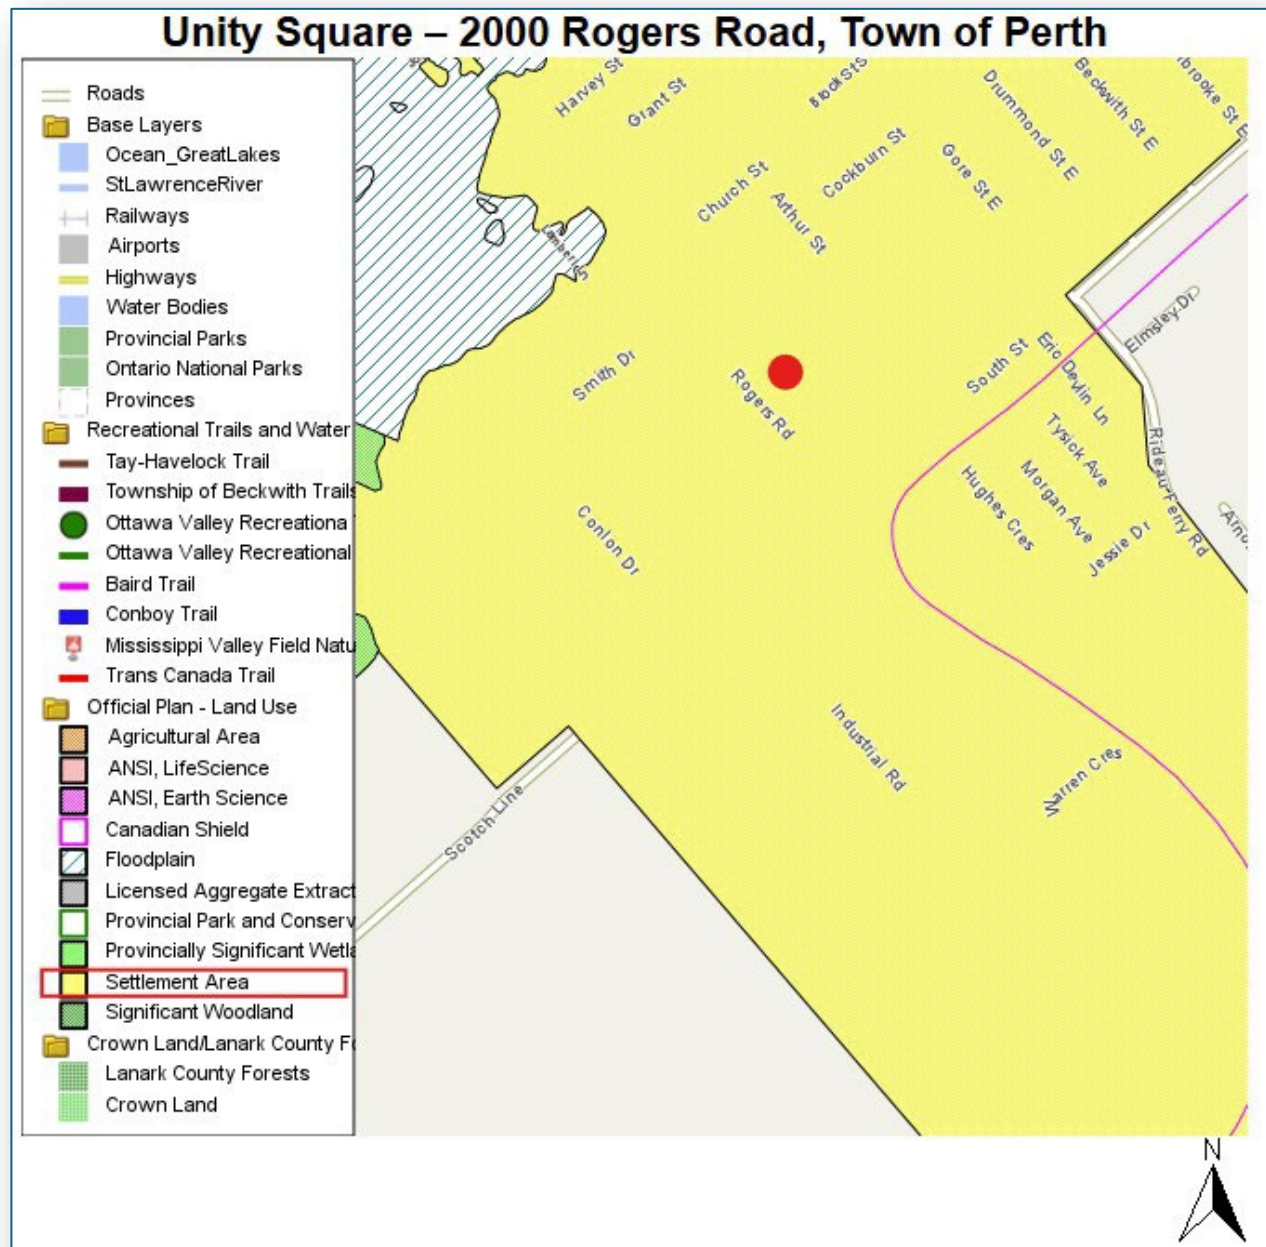 Unity Square – 2000 Rogers Road, Town of Perth
Roads
Base Layers
Ocean_GreatLakes
StLawrenceRiver
Railways
Airports
Highways
Water Bodies
Provincial Parks
Ontario National Parks
Provinces
Recreational Trails and Water
Tay-Havelock Trail
Township of Beckwith Trails
Ottawa Valley Recreationa
Ottawa Valley Recreational
Baird Trail
Conboy Trail
Mississippi Valley Field Natu
Trans Canada Trail
Official Plan - Land Use
Agricultural Area
ANSI, LifeScience
ANSI, Earth Science
Canadian Shield
Floodplain
Licensed Aggregate Extract
Provincial Park and Conserv
Provincially Significant Wetla
Settlement Area
Significant Woodland
Crown Land/Lanark County Fo
Lanark County Forests
Crown Land
Harvey St
Grant St
Drummond St E
Beckwith St E
rbrooke St E
Church St
Arthur St
Cockburn St
Gore St E
Elmsley Dr
Smith Dr
Rogers Rd
South St
Eric Devlin Ln
Tysick Ave
Morgan Ave
Hughes Cres
Jessie Dr
Rideau Ferry Rd
Conlon Dr
Industrial Rd
Warren Cres
Scotch Line
N